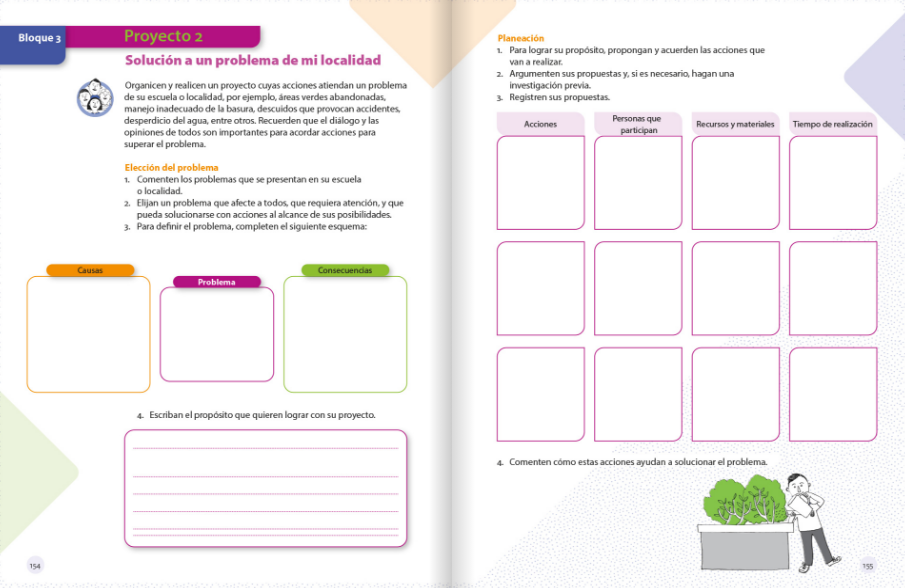 Bloque 3
Proyecto 2
Solución a un problema de mi localidad
Organicen y realicen un proyecto cuyas acciones atiendan un problema
de su escuela o localidad, por ejemplo, áreas verdes abandonadas,
manejo inadecuado de la basura, descuidos que provocan accidentes,
desperdicio del agua, entre otros. Recuerden que el diálogo y las
opiniones de todos son importantes para acordar acciones para
superar el problema.
Elección del problema
1. Comenten los problemas que se presentan en su escuela
o localidad.
2. Elijan un problema que afecte a todos, que requiera atención, y que
pueda solucionarse con acciones al alcance de sus posibilidades.
3. Para definir el problema, completen el siguiente esquema:
Causas
Problema
Consecuencias
4. Escriban el propósito que quieren lograr con su proyecto.
154
Planeación
1. Para lograr su propósito, propongan y acuerden las acciones que
van a realizar.
2. Argumenten sus propuestas y, si es necesario, hagan una
investigación previa.
3. Registren sus propuestas.
Acciones
Personas que
participan
Recursos y materiales
Tiempo de realización
4. Comenten cómo estas acciones ayudan a solucionar el problema.
155